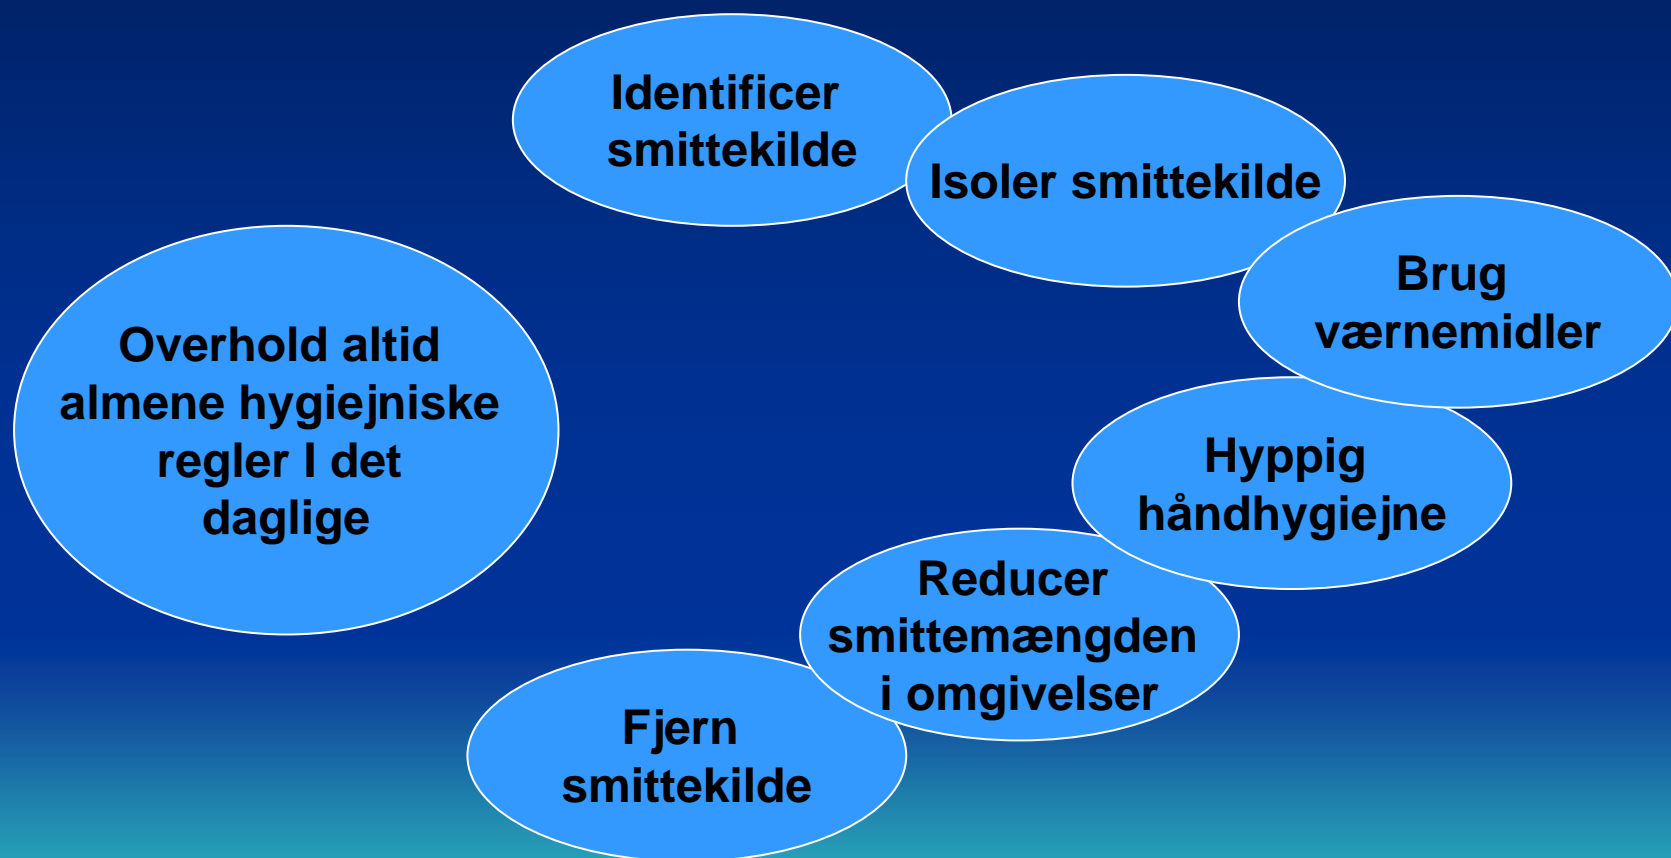 Identificer
smittekilde
Isoler smittekilde
Brug
værnemidler
Overhold altid
almene hygiejniske
regler I det
daglige
Hyppig
håndhygiejne
Reducer
smittemængden
i omgivelser
Fjern
smittekilde